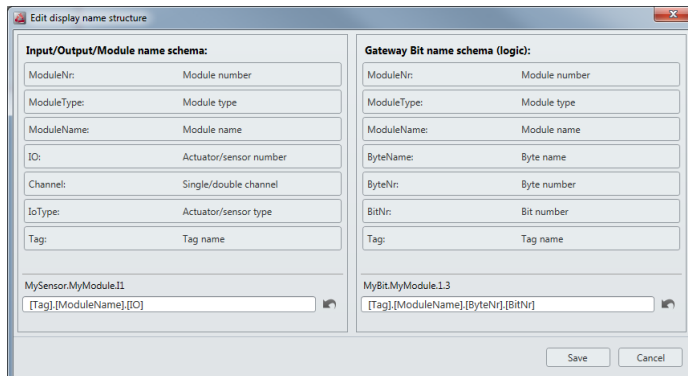 Edit display name structure
Input/Output/Module name schema:
ModuleNr: Module number
ModuleType: Module type
ModuleName: Module name
IO: Actuator/sensor number
Channel: Single/double channel
IoType: Actuator/sensor type
Tag: Tag name
MySensor.MyModule.I1
[Tag].[ModuleName].[IO]
Gateway Bit name schema (logic):
ModuleNr: Module number
ModuleType: Module type
ModuleName: Module name
ByteName: Byte name
ByteNr: Byte number
BitNr: Bit number
Tag: Tag name
MyBit.MyModule.1.3
[Tag].[ModuleName].[ByteNr].[BitNr]
Save Cancel